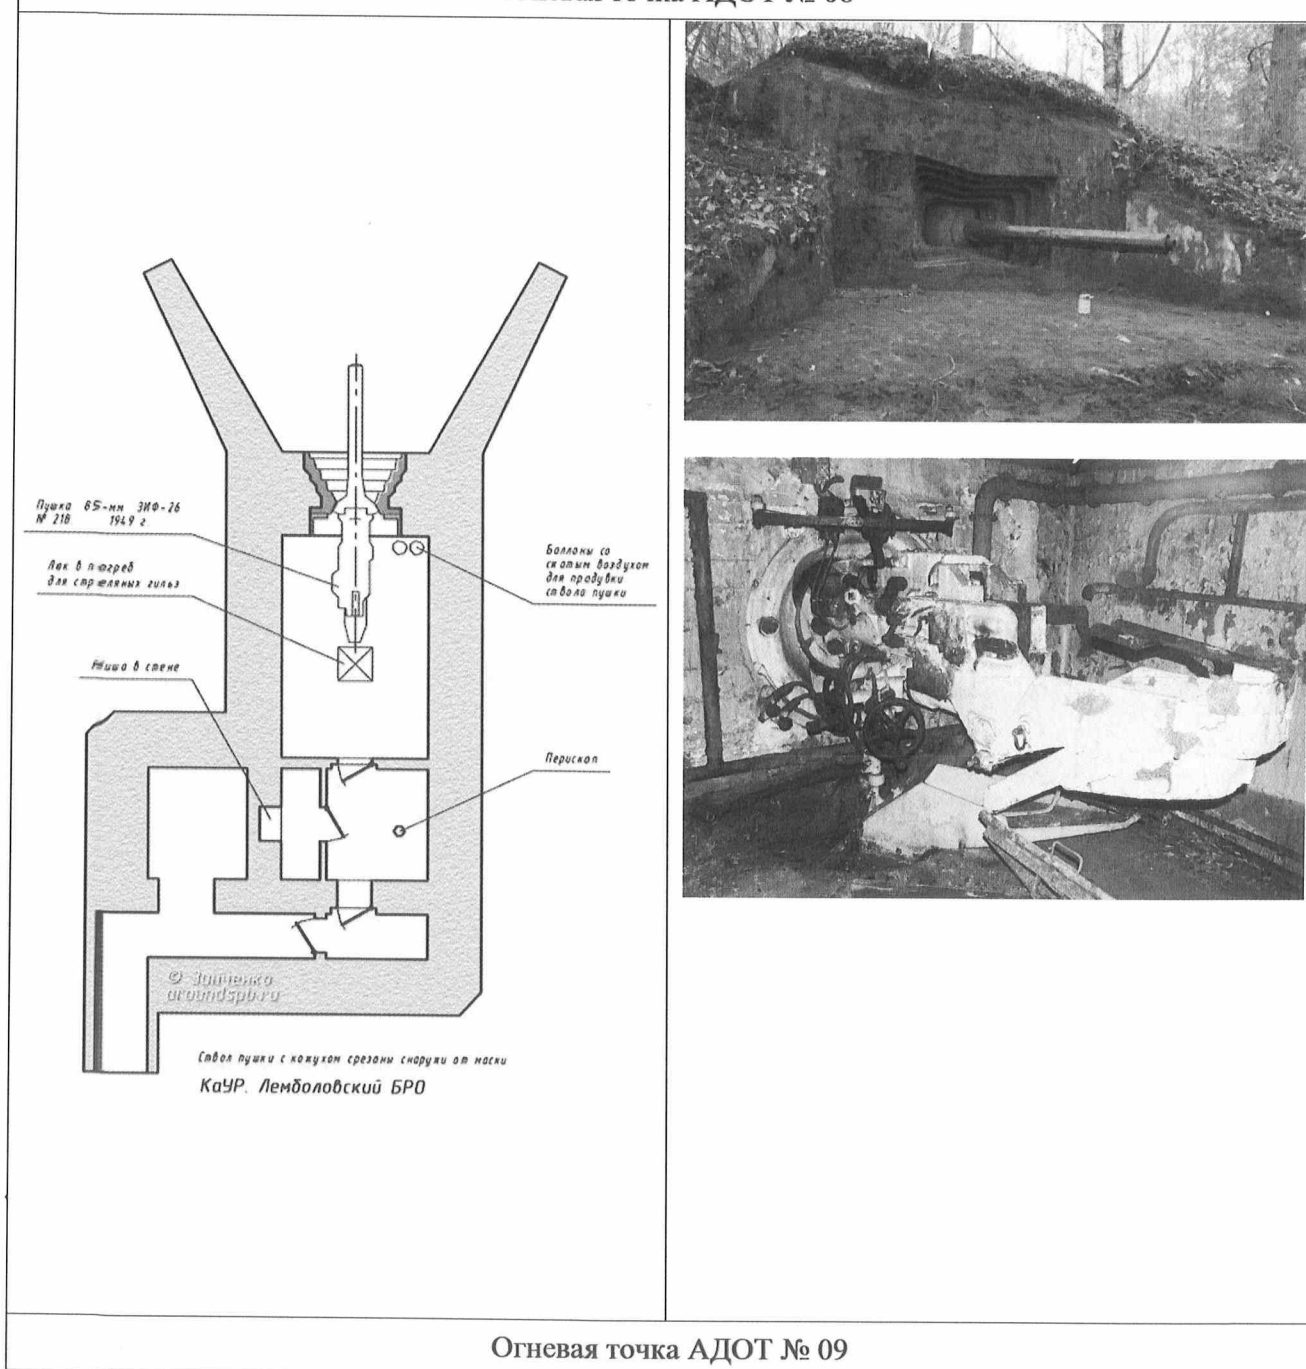 АДОТ №
Пушка 85-мм ЗИФ-26
№ 218 1949 г
Люк в погреб
для стреляных гильз
Ниша в стене
Баллоны со
сжатым воздухом
для продувки
ствола пушки
Перископ
© Зинченко
aroundspb.ru
Ствол пушки с кожухом срезаны снаружи от маски
КаУР. Лемболовский БРО
Огневая точка АДОТ № 09